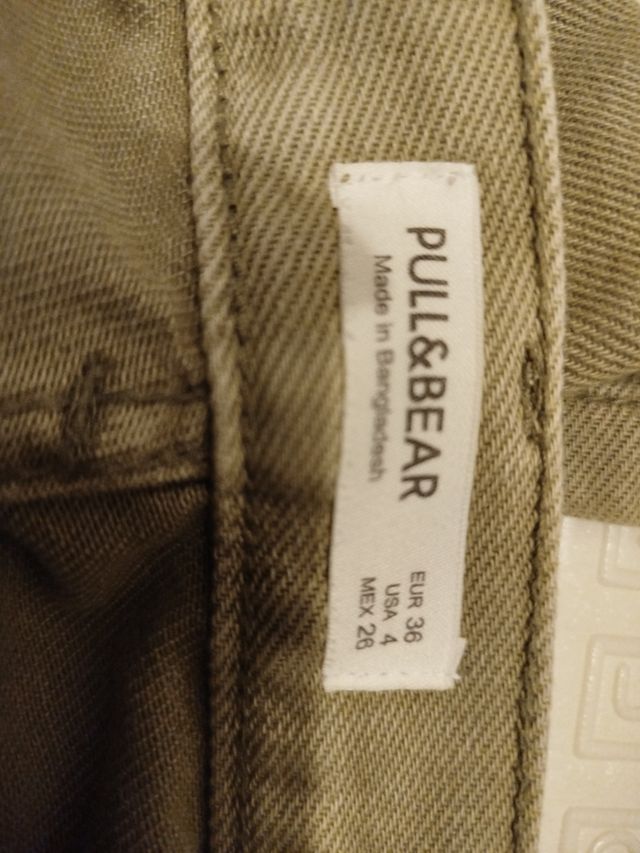 PULL&BEAR
Made in Bangladesh
EUR 36
USA 4
MEX 26